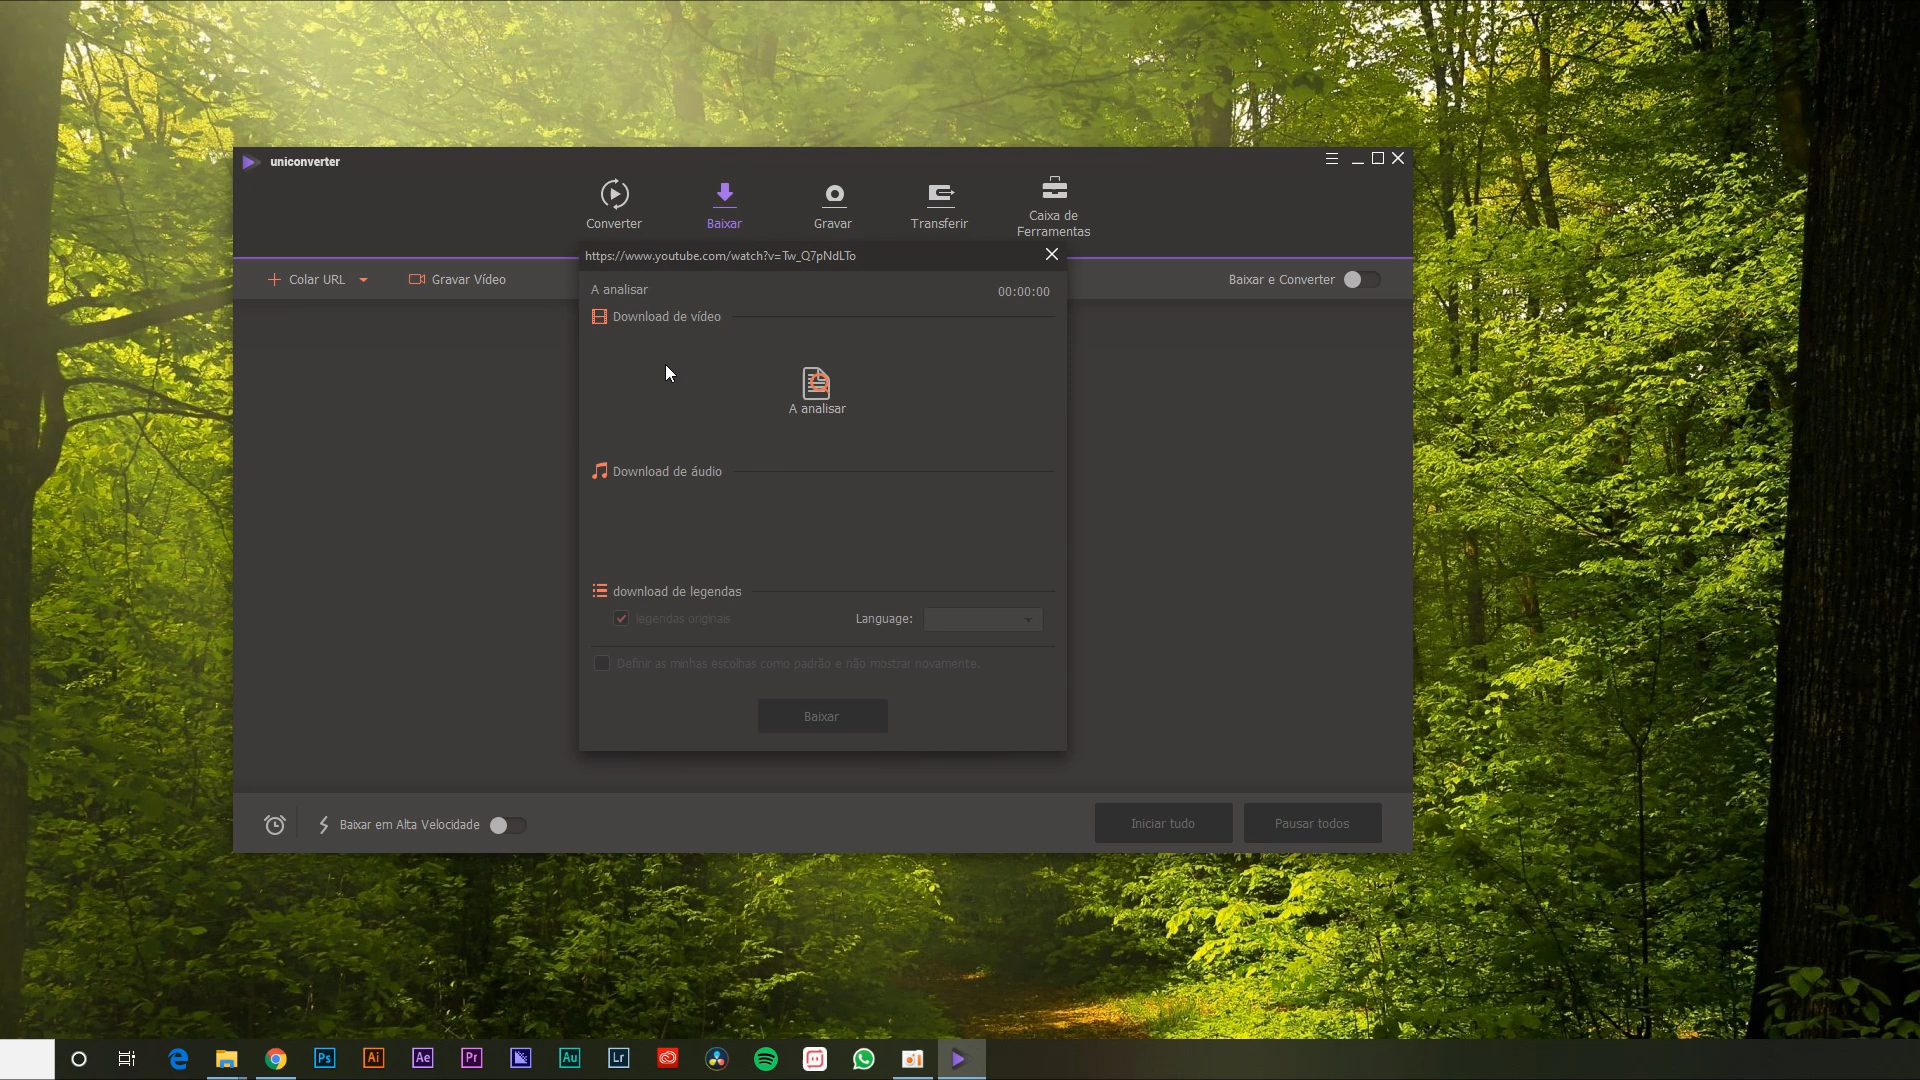 uniconverter
Converter
Baixar
Gravar
Transferir
Caixa de
Ferramentas
https://www.youtube.com/watch?v=Tw_Q7pNdLTo
Colar URL
Gravar Vídeo
Baixar e Converter
A analisar
00:00:00
Download de vídeo
A analisar
Download de áudio
download de legendas
legendas originais
Language:
Definir as minhas escolhas como padrão e não mostrar novamente.
Baixar
Baixar em Alta Velocidade
Iniciar tudo
Pausar todos
Ps
Ai
Ae
Pr
Au
Lr